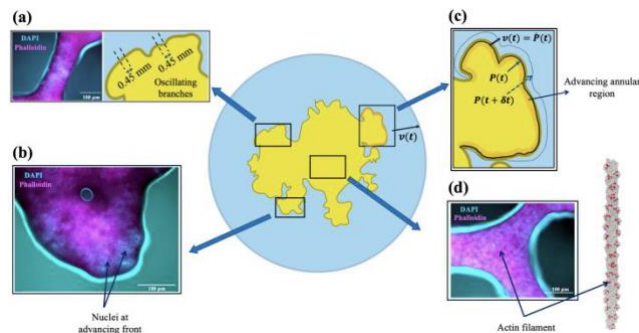 (a)
DAPI
Phalloidin
100 μm
0.45 mm
0.45 mm
Oscillating
branches
(b)
DAPI
Phalloidin
100 μm
Nuclei at
advancing front
v(t)
(c)
v(t) = Ṗ(t)
P(t)
P(t + δt)
Advancing annular
region
(d)
DAPI
Phalloidin
100 μm
Actin filament